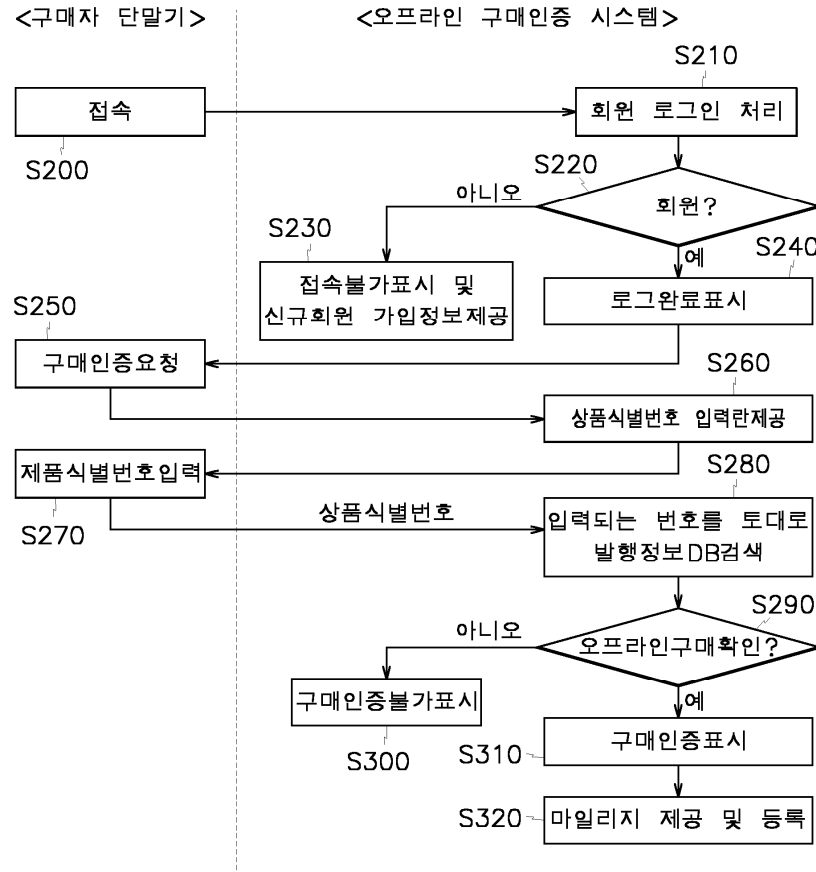 <구매자 단말기>
<오프라인 구매인증 시스템>
S210
접속
회원 로그인 처리
S200
S220
아니오
회원?
S230
예
S240
접속불가표시 및
신규회원 가입정보제공
로그완료표시
S250
구매인증요청
S260
상품식별번호 입력란제공
제품식별번호입력
S280
S270
상품식별번호
입력되는 번호를 토대로
발행정보DB검색
S290
아니오
오프라인구매확인?
구매인증불가표시
예
S300
S310
구매인증표시
S320
마일리지 제공 및 등록